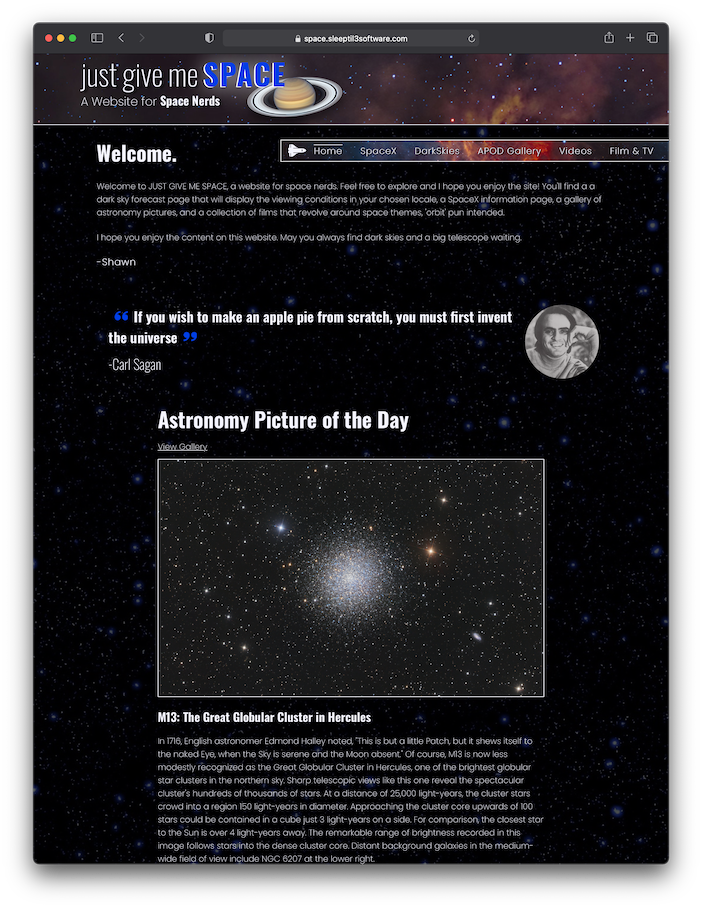 space.sleeptil3software.com
just give me SPACE
A Website for Space Nerds
Welcome.
Home SpaceX DarkSkies APOD Gallery Videos Film & TV
Welcome to JUST GIVE ME SPACE, a website for space nerds. Feel free to explore and I hope you enjoy the site! You'll find a a
dark sky forecast page that will display the viewing conditions in your chosen locale, a SpaceX information page, a gallery of
astronomy pictures, and a collection of films that revolve around space themes, 'orbit' pun intended.
I hope you enjoy the content on this website. May you always find dark skies and a big telescope waiting.
-Shawn
“ If you wish to make an apple pie from scratch, you must first invent
the universe ”
-Carl Sagan
Astronomy Picture of the Day
View Gallery
M13: The Great Globular Cluster in Hercules
In 1716, English astronomer Edmond Halley noted, "This is but a little Patch, but it shews itself to
the naked Eye, when the Sky is serene and the Moon absent." Of course, M13 is now less
modestly recognized as the Great Globular Cluster in Hercules, one of the brightest globular
star clusters in the northern sky. Sharp telescopic views like this one reveal the spectacular
cluster's hundreds of thousands of stars. At a distance of 25,000 light-years, the cluster stars
crowd into a region 150 light-years in diameter. Approaching the cluster core upwards of 100
stars could be contained in a cube just 3 light-years on a side. For comparison, the closest star
to the Sun is over 4 light-years away. The remarkable range of brightness recorded in this
image follows stars into the dense cluster core. Distant background galaxies in the medium-
wide field of view include NGC 6207 at the lower right.